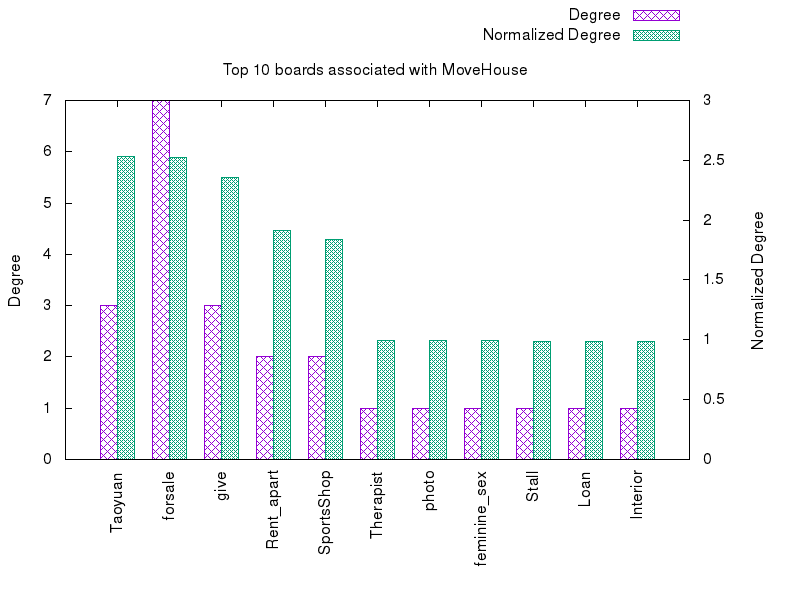 Degree
Normalized Degree
Top 10 boards associated with MoveHouse
7
6
5
4
3
2
1
0
Degree
3
2.5
2
1.5
1
0.5
0
Normalized Degree
Taoyuan
forsale
give
Rent_apart
SportsShop
Therapist
photo
feminine_sex
Stall
Loan
Interior